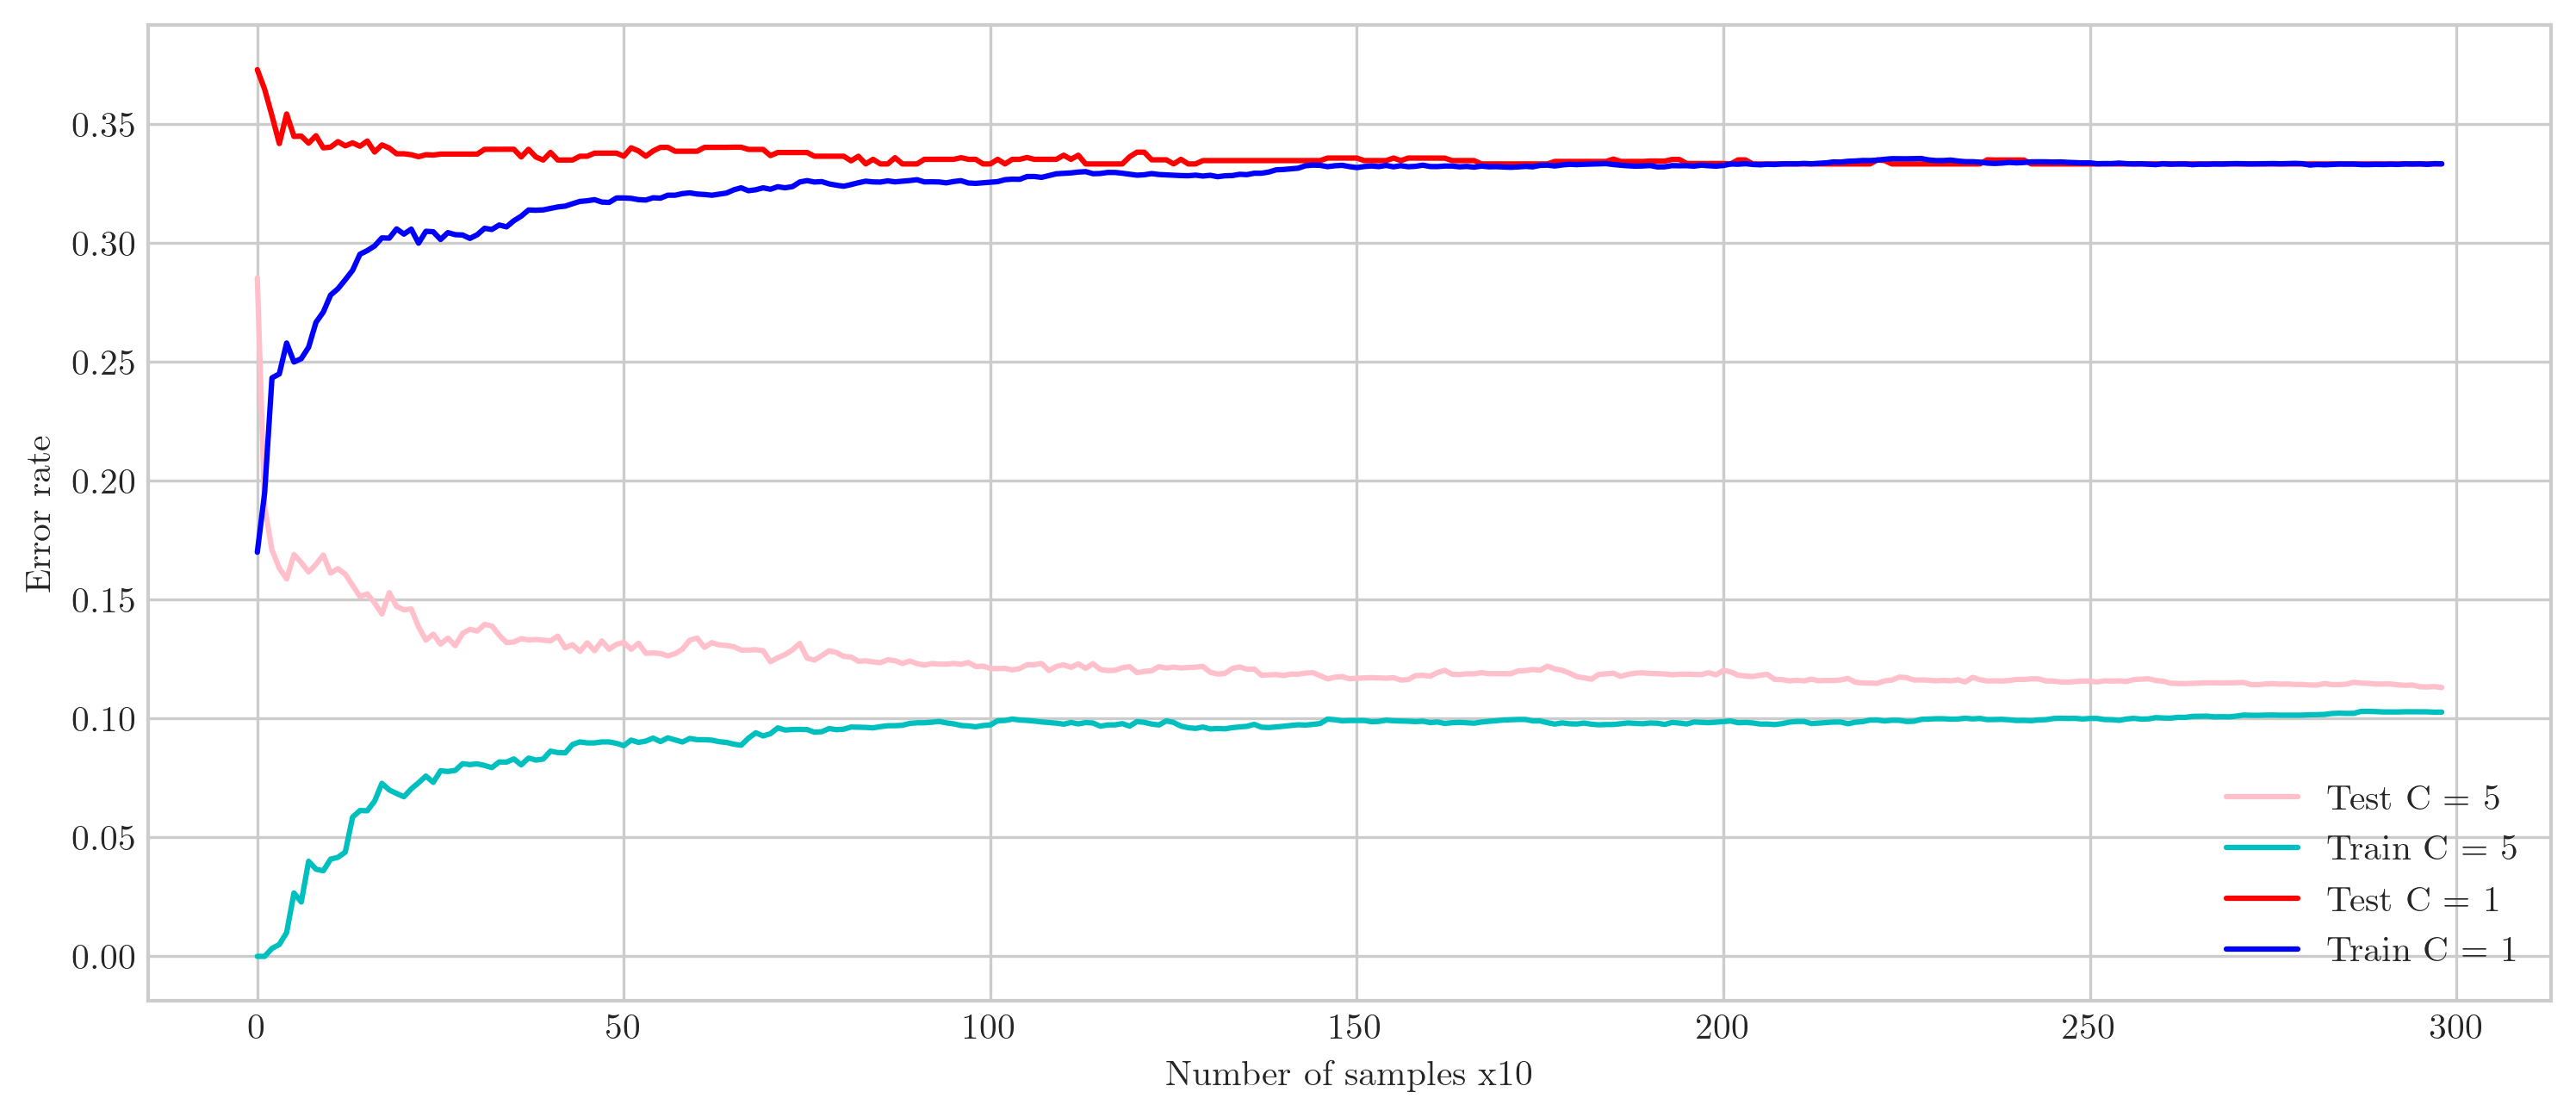 0.35
0.30
0.25
0.20
0.15
0.10
0.05
0.00
Error rate
0 50 100 150 200 250 300
Number of samples x10
Test C = 5
Train C = 5
Test C = 1
Train C = 1